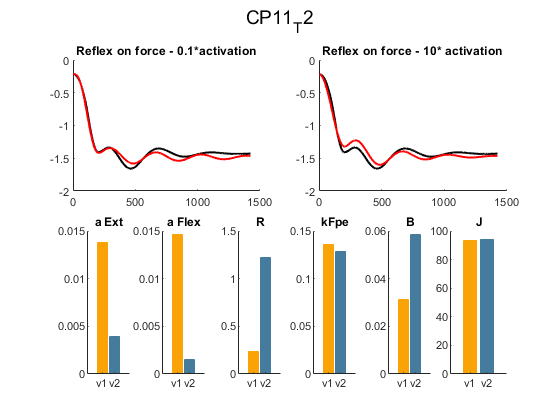 CP11_T2
Reflex on force - 0.1*activation
Reflex on force - 10* activation
0
-0.5
-1
-1.5
-2
0 500 1000 1500
0
-0.5
-1
-1.5
-2
0 500 1000 1500
a Ext
a Flex
R
kFpe
B
J
0.015
0.01
0.005
0
v1 v2
0.015
0.01
0.005
0
v1 v2
1.5
1
0.5
0
v1 v2
0.15
0.1
0.05
0
v1 v2
0.06
0.04
0.02
0
v1 v2
100
80
60
40
20
0
v1 v2